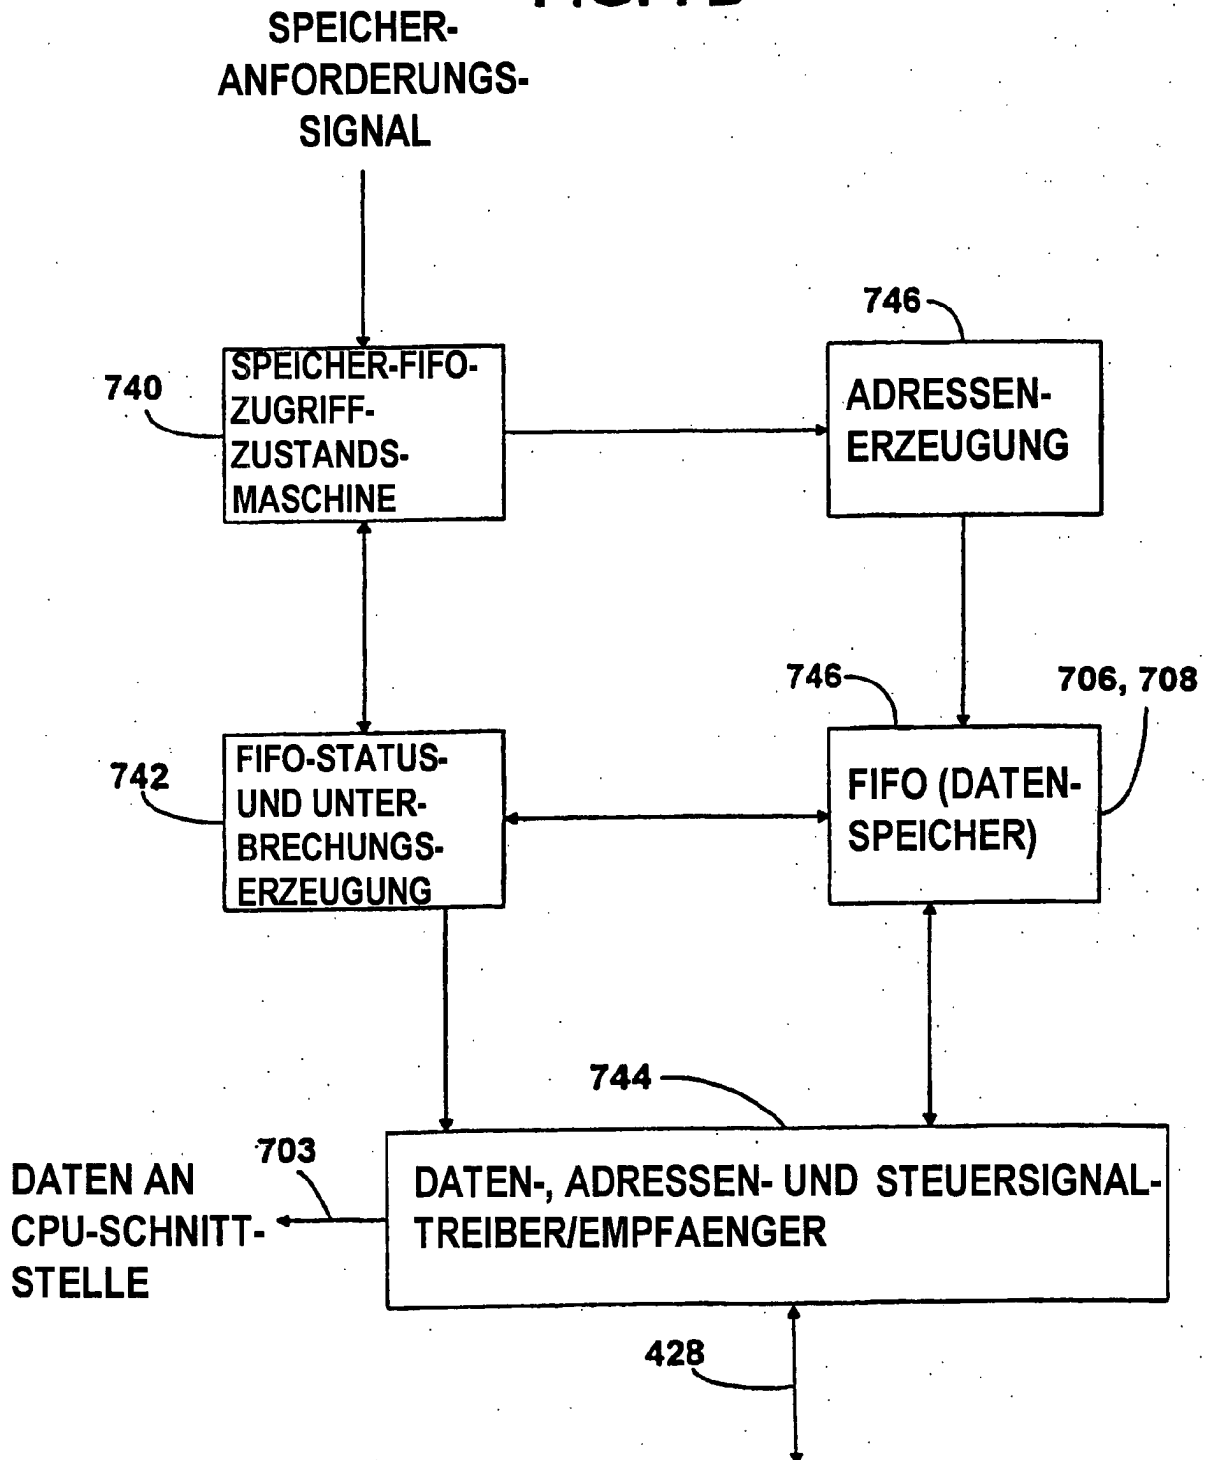 SPEICHER-
ANFORDERUNGS-
SIGNAL
746
740
SPEICHER-FIFO-
ZUGRIFF-
ZUSTANDS-
MASCHINE
ADRESSEN-
ERZEUGUNG
746
706, 708
742
FIFO-STATUS-
UND UNTER-
BRECHUNGS-
ERZEUGUNG
FIFO (DATEN-
SPEICHER)
744
703
DATEN AN
CPU-SCHNITT-
STELLE
DATEN-, ADRESSEN- UND STEUERSIGNAL-
TREIBER/EMPFAENGER
428